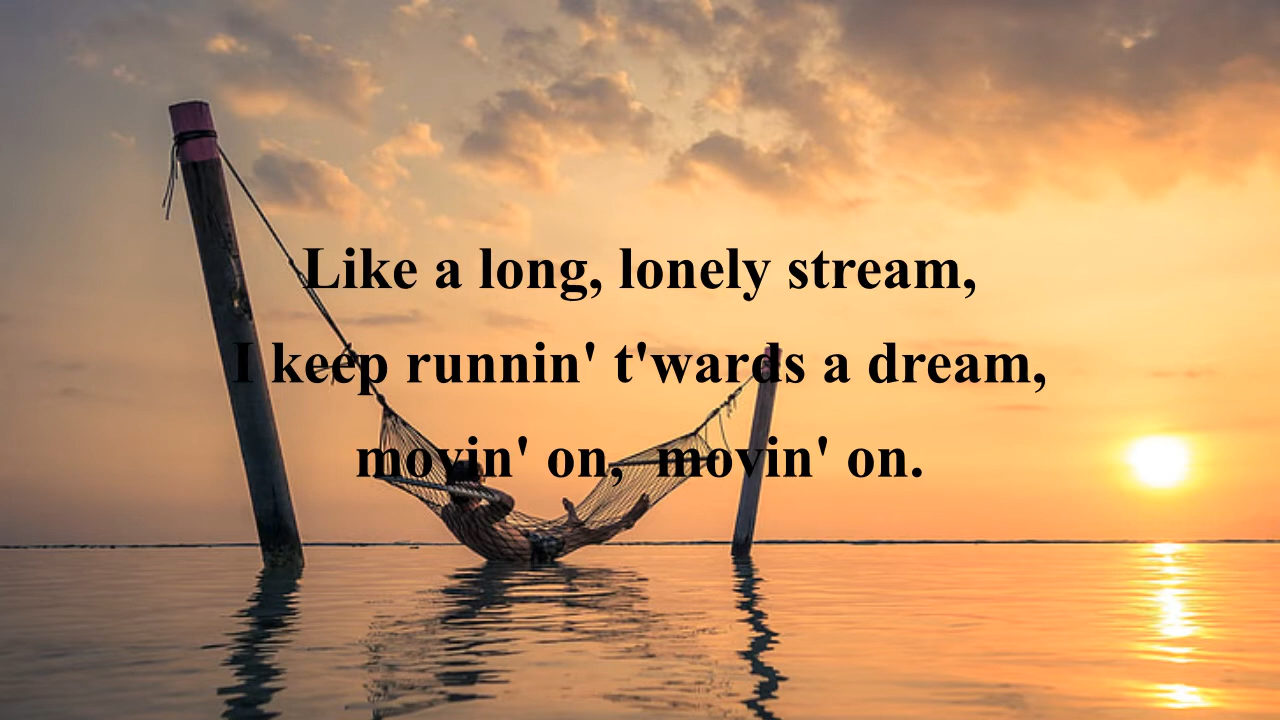 Like a long, lonely stream,
I keep runnin' t'wards a dream,
movin' on,  movin' on.